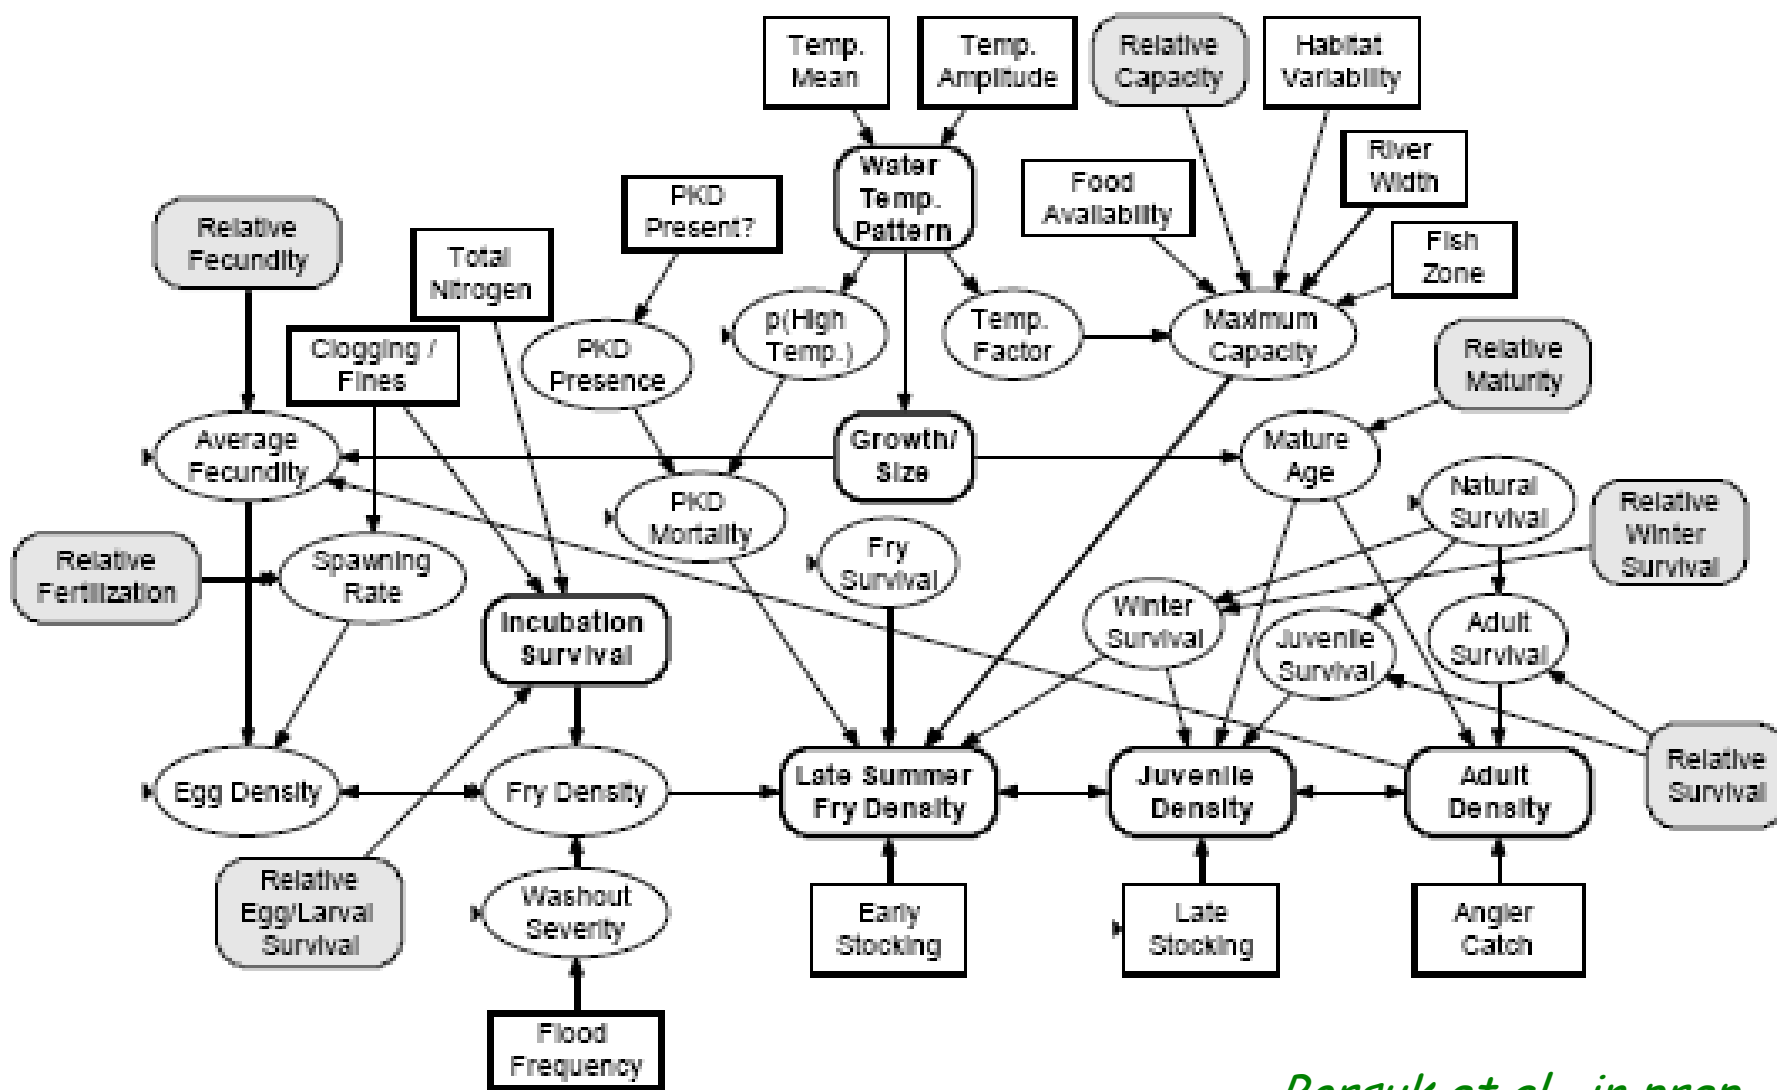 Temp.
Mean
Temp.
Amplitude
Relative
Capacity
Habitat
Variability
River
Width
Water
Temp.
Pattern
Food
Availability
PKD
Present?
Relative
Fecundity
Total
Nitrogen
Fish
Zone
p(High
Temp.)
Temp.
Factor
Maximum
Capacity
Clogging /
Fines
PKD
Presence
Relative
Maturity
Average
Fecundity
Growth/
Size
Mature
Age
PKD
Mortality
Natural
Survival
Relative
Winter
Survival
Fry
Survival
Relative
Fertilization
Spawning
Rate
Incubation
Survival
Winter
Survival
Juvenile
Survival
Adult
Survival
Relative
Survival
Egg Density
Fry Density
Late Summer
Fry Density
Juvenile
Density
Adult
Density
Relative
Egg/Larval
Survival
Washout
Severity
Early
Stocking
Late
Stocking
Angler
Catch
Flood
Frequency
et al. in prep